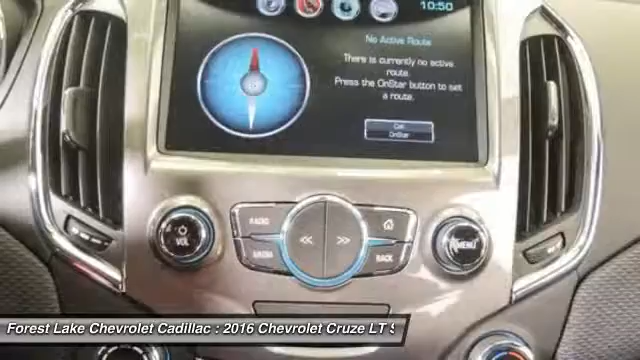 10:50
No Active Route
There is currently no active
route.
Press the OnStar button to set
a route.
Call
OnStar
RADIO
VOL
MENU
MEDIA
BACK
Forest Lake Chevrolet Cadillac : 2016 Chevrolet Cruze LT S